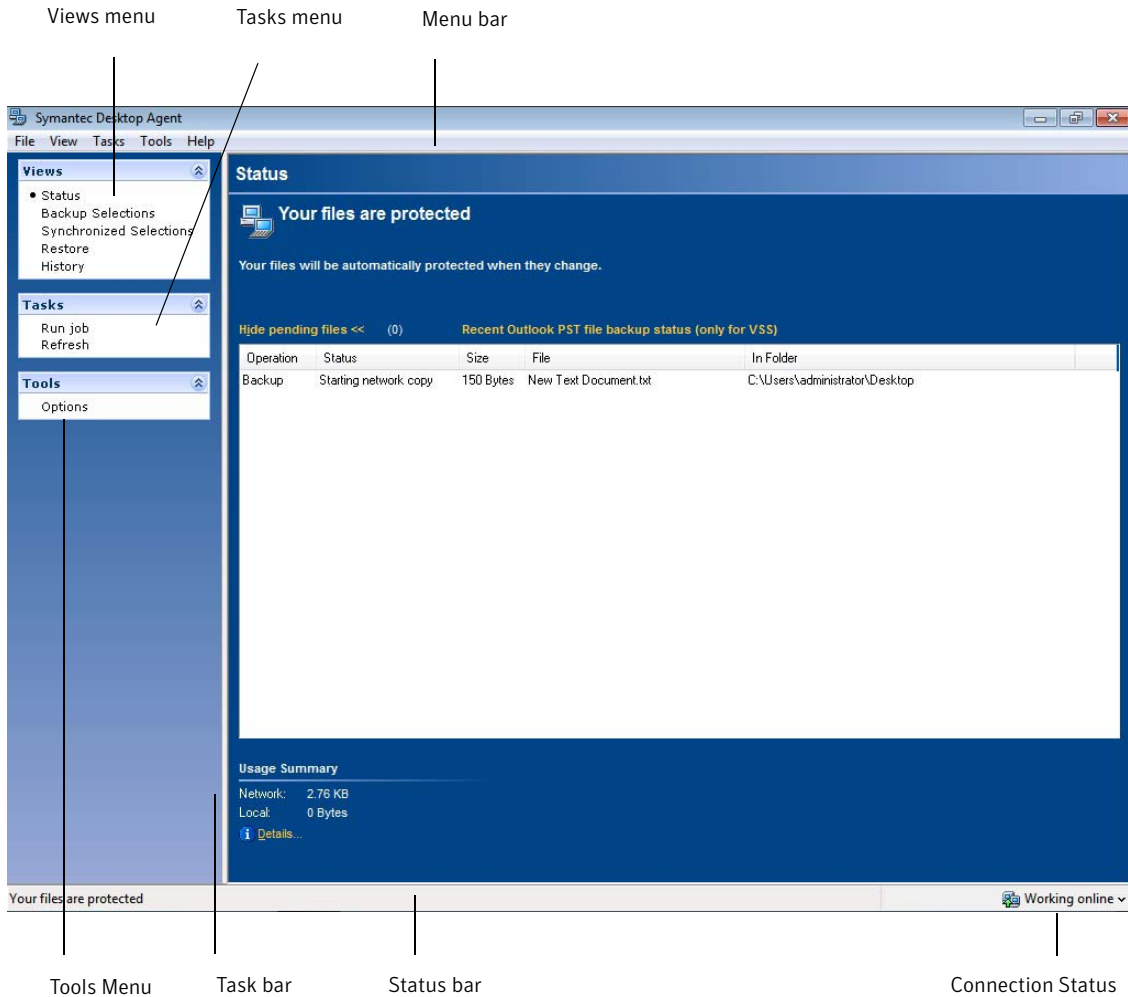 Views menu
Tasks menu
Menu bar
Symantec Desktop Agent
File View Tasks Tools Help
Views
Status
Backup Selections
Synchronized Selections
Restore
History
Tasks
Run job
Refresh
Tools
Options
Status
Your files are protected
Your files will be automatically protected when they change.
Hide pending files << (0) Recent Outlook PST file backup status (only for VSS)
Operation Status Size File In Folder
Backup Starting network copy 150 Bytes New Text Document.txt C:\Users\administrator\Desktop
Usage Summary
Network: 2.76 KB
Local: 0 Bytes
Details...
Your files are protected
Working online
Tools Menu
Task bar
Status bar
Connection Status